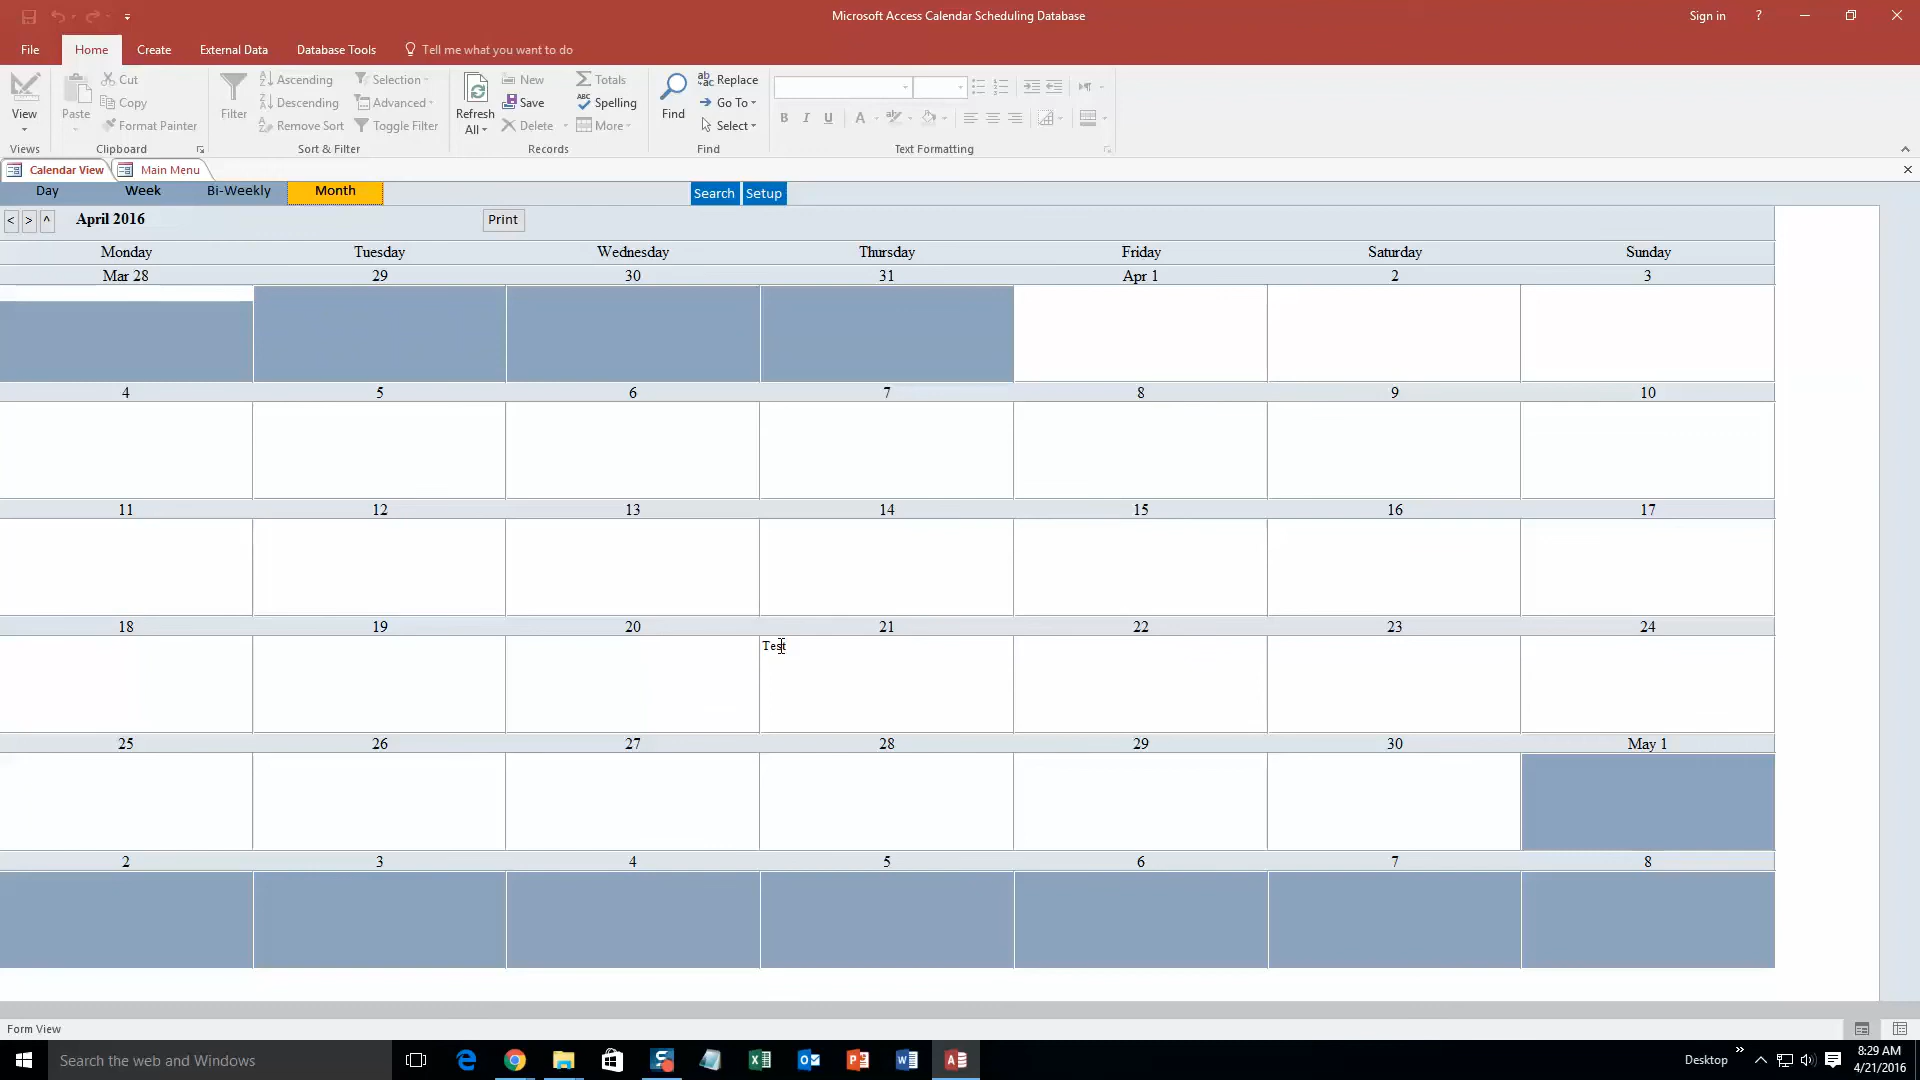 Microsoft Access Calendar Scheduling Database
Sign in
?
File
Home
Create
External Data
Database Tools
Tell me what you want to do
View
Paste
Cut
Copy
Format Painter
Filter
Ascending
Descending
Remove Sort
Selection
Advanced
Toggle Filter
Refresh
All
New
Save
Delete
Totals
Spelling
More
Find
Replace
Go To
Select
B I U A
Views
Clipboard
Sort & Filter
Records
Find
Text Formatting
Calendar View
Main Menu
Day
Week
Bi-Weekly
Month
Search
Setup
< > ^
April 2016
Print
Monday Tuesday Wednesday Thursday Friday Saturday Sunday
Mar 28 29 30 31 Apr 1 2 3
4 5 6 7 8 9 10
11 12 13 14 15 16 17
18 19 20 21 22 23 24
Test
25 26 27 28 29 30 May 1
2 3 4 5 6 7 8
Form View
Search the web and Windows
Desktop
8:29 AM
4/21/2016